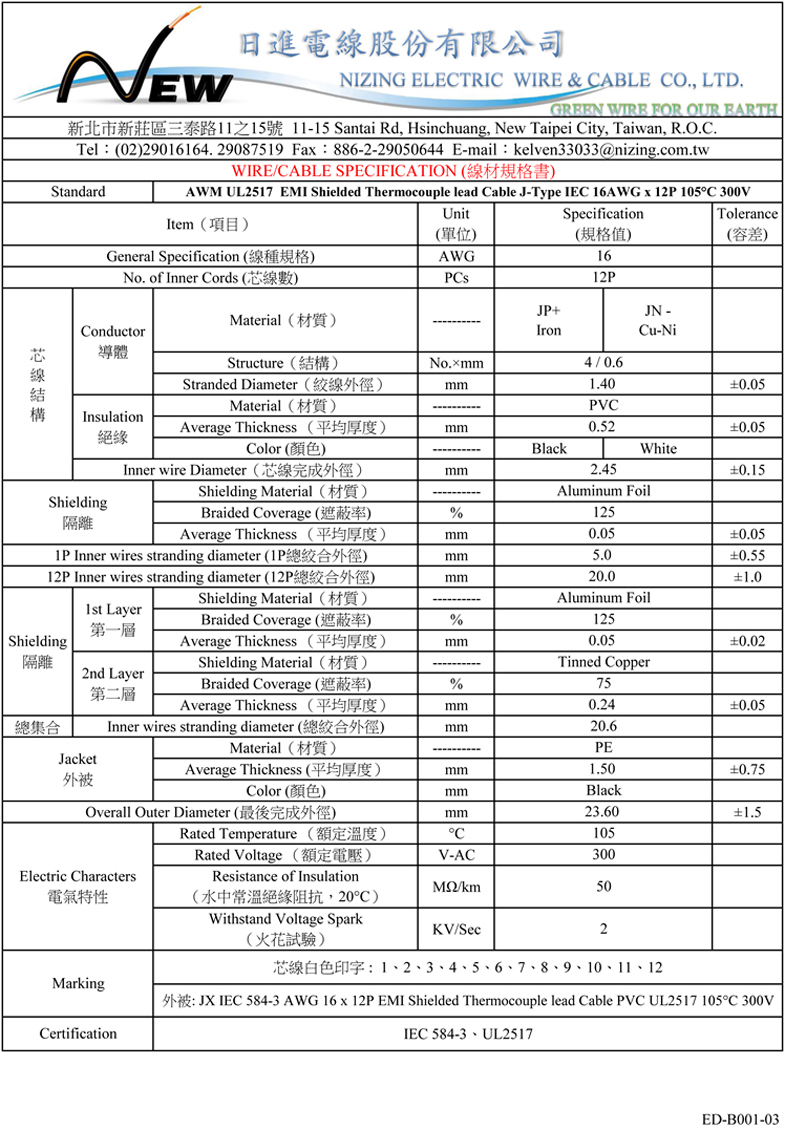 NEW
日進電線股份有限公司
NIZING ELECTRIC WIRE & CABLE CO., LTD.
GREEN WIRE FOR OUR EARTH
新北市新莊區三泰路11之15號 11-15 Santai Rd, Hsinchuang, New Taipei City, Taiwan, R.O.C.
Tel：(02)29016164. 29087519 Fax：886-2-29050644 E-mail：kelven33033@nizing.com.tw
WIRE/CABLE SPECIFICATION (線材規格書)
Standard AWM UL2517 EMI Shielded Thermocouple lead Cable J-Type IEC 16AWG x 12P 105°C 300V
Item（項目） Unit (單位) Specification (規格值) Tolerance (容差)
General Specification (線種規格) AWG 16
No. of Inner Cords (芯線數) PCs 12P
芯線結構
Conductor 導體
Material（材質） ---------- JP+ Iron JN - Cu-Ni
Structure（結構） No.×mm 4 / 0.6
Stranded Diameter（絞線外徑） mm 1.40 ±0.05
Insulation 絕緣
Material（材質） ---------- PVC
Average Thickness （平均厚度） mm 0.52 ±0.05
Color (顏色) ---------- Black White
Inner wire Diameter（芯線完成外徑） mm 2.45 ±0.15
Shielding 隔離
Shielding Material（材質） ---------- Aluminum Foil
Braided Coverage (遮蔽率) % 125
Average Thickness （平均厚度） mm 0.05 ±0.05
1P Inner wires stranding diameter (1P總絞合外徑) mm 5.0 ±0.55
12P Inner wires stranding diameter (12P總絞合外徑) mm 20.0 ±1.0
Shielding 隔離
1st Layer 第一層
Shielding Material（材質） ---------- Aluminum Foil
Braided Coverage (遮蔽率) % 125
Average Thickness （平均厚度） mm 0.05 ±0.02
2nd Layer 第二層
Shielding Material（材質） ---------- Tinned Copper
Braided Coverage (遮蔽率) % 75
Average Thickness （平均厚度） mm 0.24 ±0.05
總集合 Inner wires stranding diameter (總絞合外徑) mm 20.6
Jacket 外被
Material（材質） ---------- PE
Average Thickness (平均厚度） mm 1.50 ±0.75
Color (顏色) mm Black
Overall Outer Diameter (最後完成外徑) mm 23.60 ±1.5
Electric Characters 電氣特性
Rated Temperature （額定溫度） °C 105
Rated Voltage （額定電壓） V-AC 300
Resistance of Insulation （水中常溫絕緣阻抗，20°C） MΩ/km 50
Withstand Voltage Spark （火花試驗） KV/Sec 2
Marking
芯線白色印字：1、2、3、4、5、6、7、8、9、10、11、12
外被: JX IEC 584-3 AWG 16 x 12P EMI Shielded Thermocouple lead Cable PVC UL2517 105°C 300V
Certification IEC 584-3、UL2517
ED-B001-03